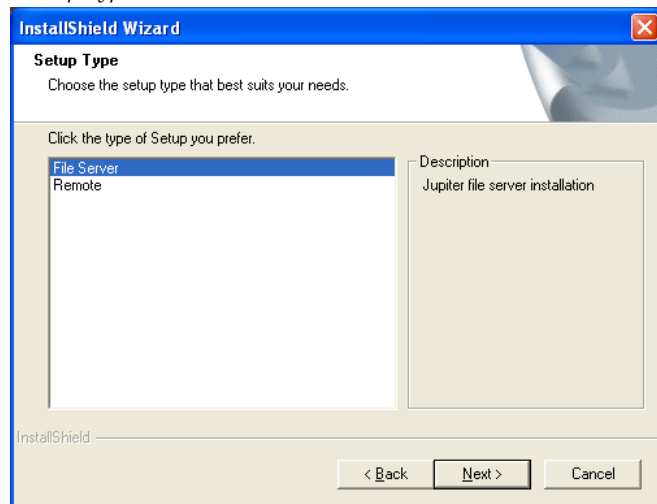 InstallShield Wizard
Setup Type
Choose the setup type that best suits your needs.
Click the type of Setup you prefer.
File Server
Remote
Description
Jupiter file server installation
InstallShield
< Back
Next >
Cancel